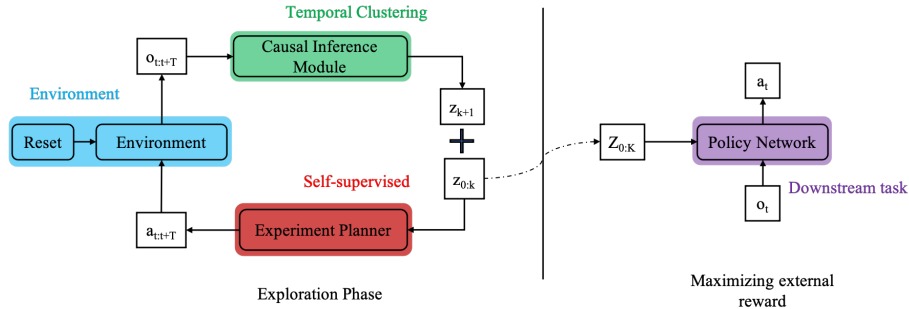 Temporal Clustering
o_{t:t+T}
Causal Inference
Module
a_t
Environment
z_{k+1}
Reset
Environment
+
Z_{0:K}
Policy Network
Self-supervised
z_{0:k}
Downstream task
a_{t:t+T}
Experiment Planner
o_t
Exploration Phase
Maximizing external
reward